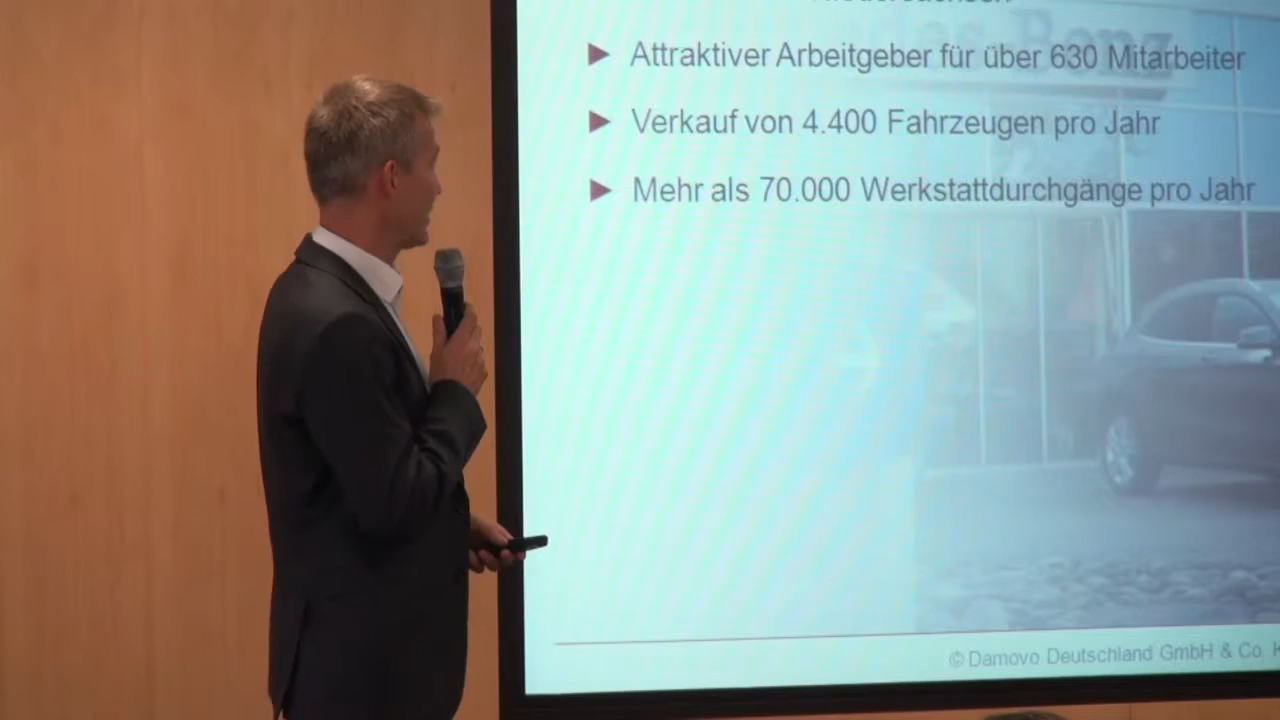 Attraktiver Arbeitgeber für über 630 Mitarbeiter
Verkauf von 4.400 Fahrzeugen pro Jahr
Mehr als 70.000 Werkstattdurchgänge pro Jahr
© Damovo Deutschland GmbH & Co. K